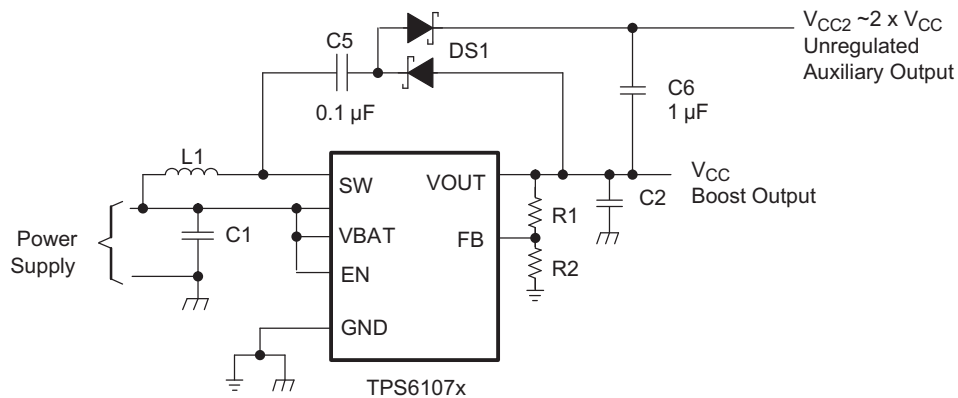 C5
DS1
0.1 µF
V_CC2 ~2 x V_CC
Unregulated
Auxiliary Output
C6
1 µF
L1
SW
VOUT
V_CC
Boost Output
C2
R1
Power
Supply
C1
VBAT
FB
EN
R2
GND
TPS6107x